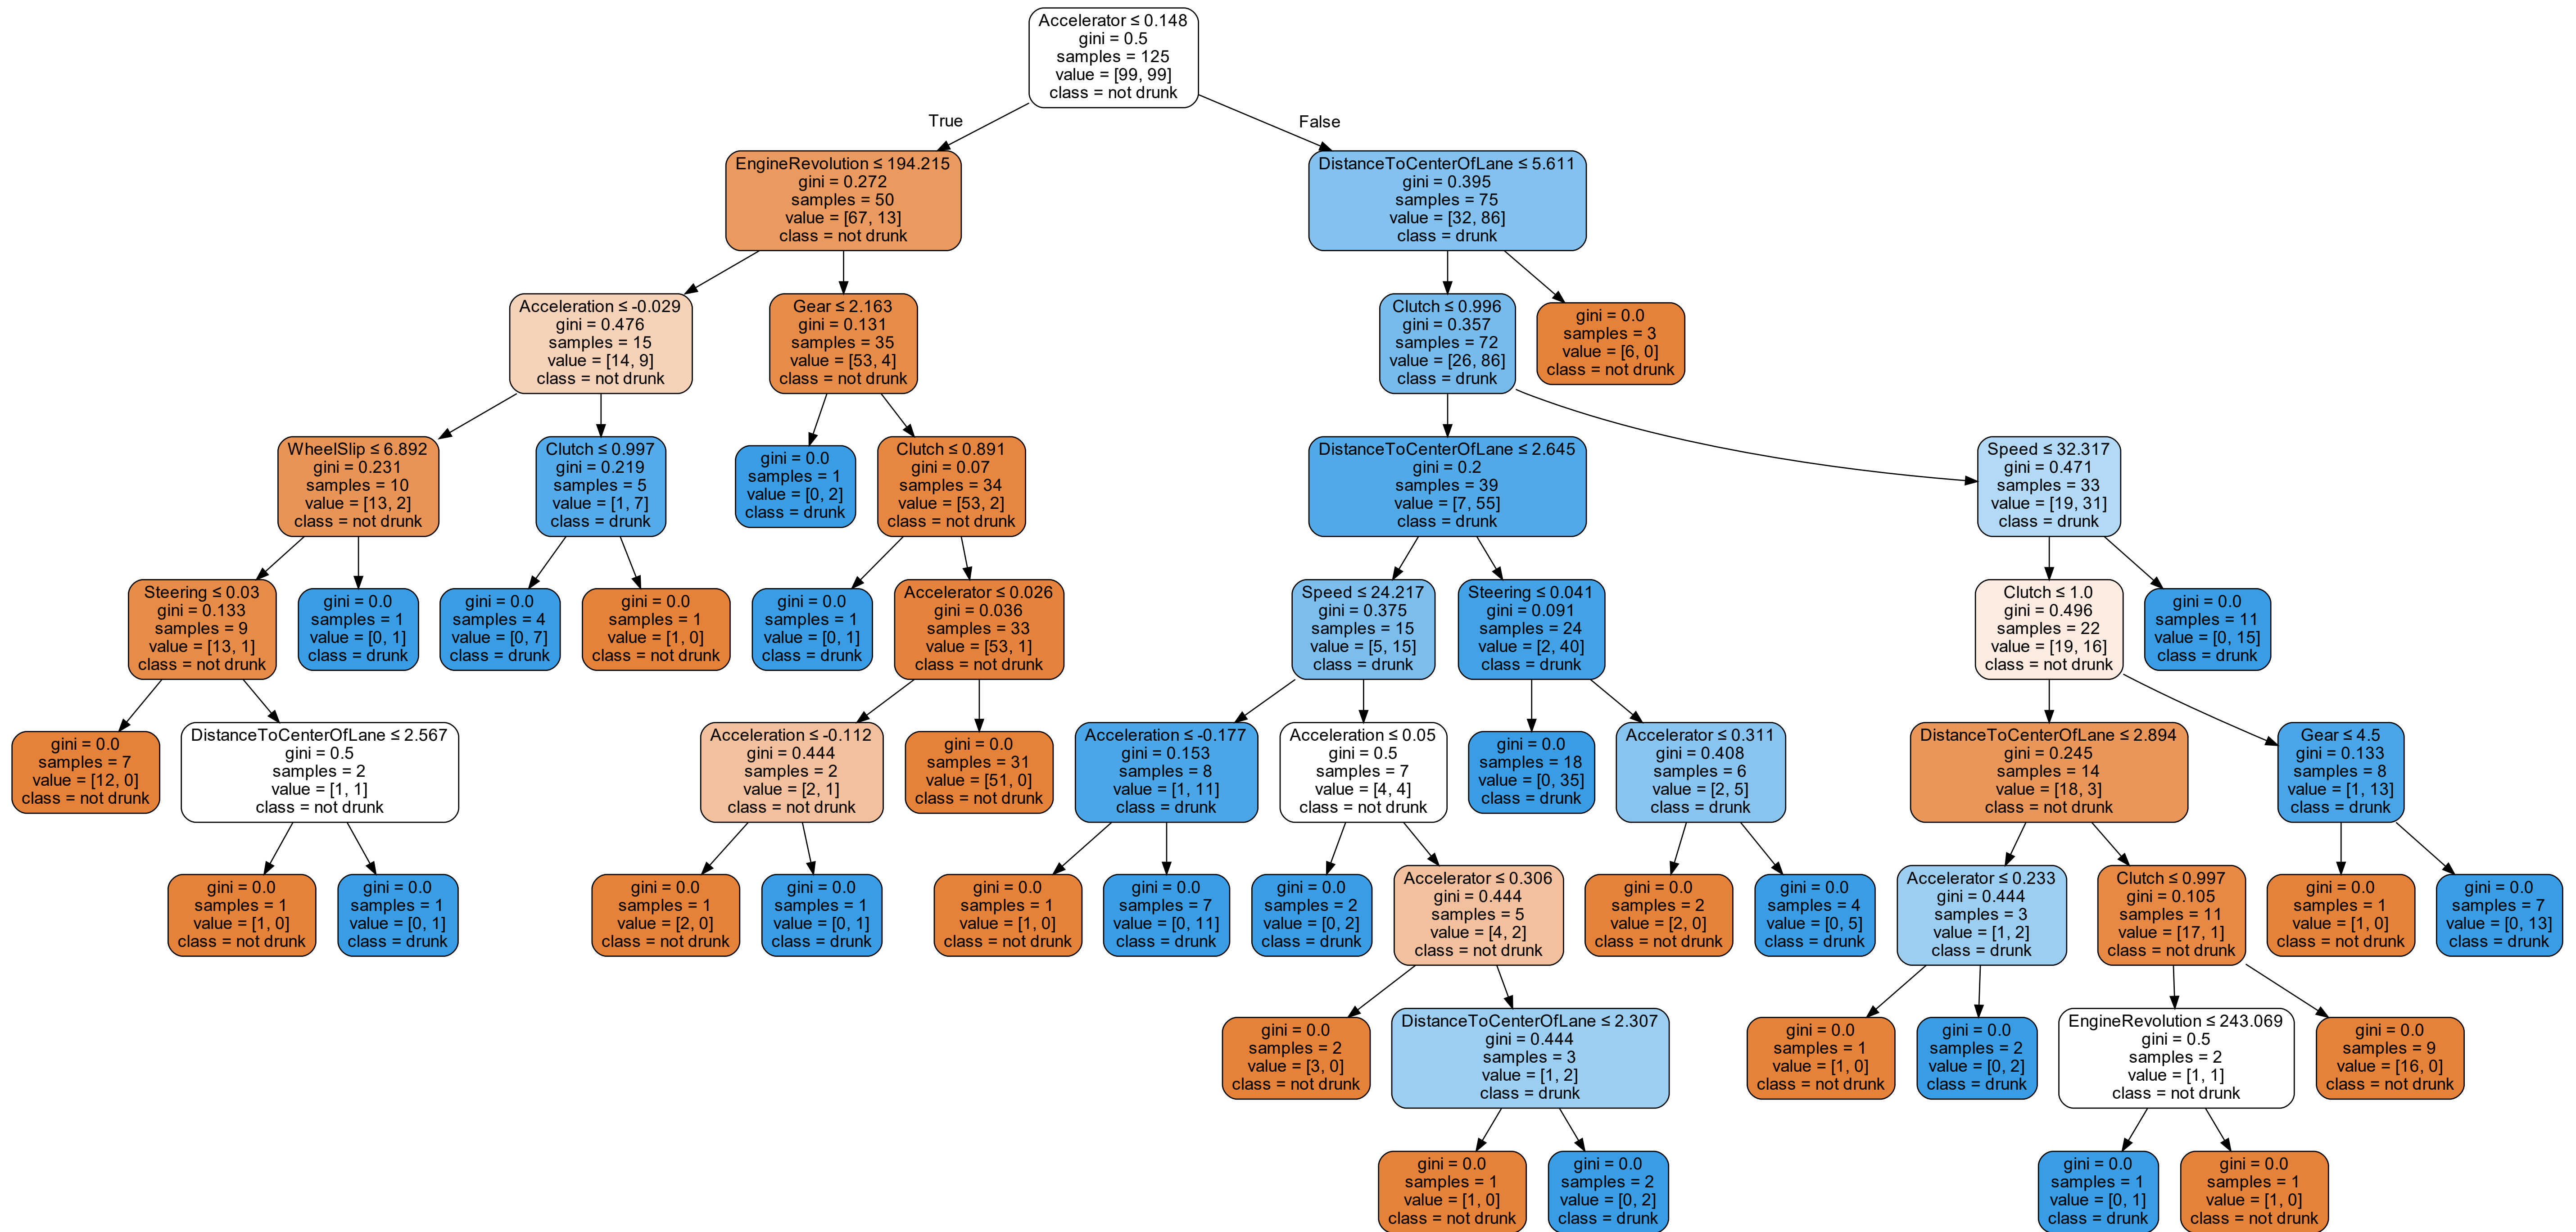 Accelerator ≤ 0.148
gini = 0.5
samples = 125
value = [99, 99]
class = not drunk
True
False
EngineRevolution ≤ 194.215
gini = 0.272
samples = 50
value = [67, 13]
class = not drunk
DistanceToCenterOfLane ≤ 5.611
gini = 0.395
samples = 75
value = [32, 86]
class = drunk
Acceleration ≤ -0.029
gini = 0.476
samples = 15
value = [14, 9]
class = not drunk
Gear ≤ 2.163
gini = 0.131
samples = 35
value = [53, 4]
class = not drunk
Clutch ≤ 0.996
gini = 0.357
samples = 72
value = [26, 86]
class = drunk
gini = 0.0
samples = 3
value = [6, 0]
class = not drunk
WheelSlip ≤ 6.892
gini = 0.231
samples = 10
value = [13, 2]
class = not drunk
Clutch ≤ 0.997
gini = 0.219
samples = 5
value = [1, 7]
class = drunk
gini = 0.0
samples = 1
value = [0, 2]
class = drunk
Clutch ≤ 0.891
gini = 0.07
samples = 34
value = [53, 2]
class = not drunk
DistanceToCenterOfLane ≤ 2.645
gini = 0.2
samples = 39
value = [7, 55]
class = drunk
Speed ≤ 32.317
gini = 0.471
samples = 33
value = [19, 31]
class = drunk
Steering ≤ 0.03
gini = 0.133
samples = 9
value = [13, 1]
class = not drunk
gini = 0.0
samples = 1
value = [0, 1]
class = drunk
gini = 0.0
samples = 4
value = [0, 7]
class = drunk
gini = 0.0
samples = 1
value = [1, 0]
class = not drunk
gini = 0.0
samples = 1
value = [0, 1]
class = drunk
Accelerator ≤ 0.026
gini = 0.036
samples = 33
value = [53, 1]
class = not drunk
Speed ≤ 24.217
gini = 0.375
samples = 15
value = [5, 15]
class = drunk
Steering ≤ 0.041
gini = 0.091
samples = 24
value = [2, 40]
class = drunk
Clutch ≤ 1.0
gini = 0.496
samples = 22
value = [19, 16]
class = not drunk
gini = 0.0
samples = 11
value = [0, 15]
class = drunk
gini = 0.0
samples = 7
value = [12, 0]
class = not drunk
DistanceToCenterOfLane ≤ 2.567
gini = 0.5
samples = 2
value = [1, 1]
class = not drunk
Acceleration ≤ -0.112
gini = 0.444
samples = 2
value = [2, 1]
class = not drunk
gini = 0.0
samples = 31
value = [51, 0]
class = not drunk
Acceleration ≤ -0.177
gini = 0.153
samples = 8
value = [1, 11]
class = drunk
Acceleration ≤ 0.05
gini = 0.5
samples = 7
value = [4, 4]
class = not drunk
gini = 0.0
samples = 18
value = [0, 35]
class = drunk
Accelerator ≤ 0.311
gini = 0.408
samples = 6
value = [2, 5]
class = drunk
DistanceToCenterOfLane ≤ 2.894
gini = 0.245
samples = 14
value = [18, 3]
class = not drunk
Gear ≤ 4.5
gini = 0.133
samples = 8
value = [1, 13]
class = drunk
gini = 0.0
samples = 1
value = [1, 0]
class = not drunk
gini = 0.0
samples = 1
value = [0, 1]
class = drunk
gini = 0.0
samples = 1
value = [2, 0]
class = not drunk
gini = 0.0
samples = 1
value = [0, 1]
class = drunk
gini = 0.0
samples = 1
value = [1, 0]
class = not drunk
gini = 0.0
samples = 7
value = [0, 11]
class = drunk
gini = 0.0
samples = 2
value = [0, 2]
class = drunk
Accelerator ≤ 0.306
gini = 0.444
samples = 5
value = [4, 2]
class = not drunk
gini = 0.0
samples = 2
value = [2, 0]
class = not drunk
gini = 0.0
samples = 4
value = [0, 5]
class = drunk
Accelerator ≤ 0.233
gini = 0.444
samples = 3
value = [1, 2]
class = drunk
Clutch ≤ 0.997
gini = 0.105
samples = 11
value = [17, 1]
class = not drunk
gini = 0.0
samples = 1
value = [1, 0]
class = not drunk
gini = 0.0
samples = 7
value = [0, 13]
class = drunk
gini = 0.0
samples = 2
value = [3, 0]
class = not drunk
DistanceToCenterOfLane ≤ 2.307
gini = 0.444
samples = 3
value = [1, 2]
class = drunk
gini = 0.0
samples = 1
value = [1, 0]
class = not drunk
gini = 0.0
samples = 2
value = [0, 2]
class = drunk
EngineRevolution ≤ 243.069
gini = 0.5
samples = 2
value = [1, 1]
class = not drunk
gini = 0.0
samples = 9
value = [16, 0]
class = not drunk
gini = 0.0
samples = 1
value = [1, 0]
class = not drunk
gini = 0.0
samples = 2
value = [0, 2]
class = drunk
gini = 0.0
samples = 1
value = [0, 1]
class = drunk
gini = 0.0
samples = 1
value = [1, 0]
class = not drunk